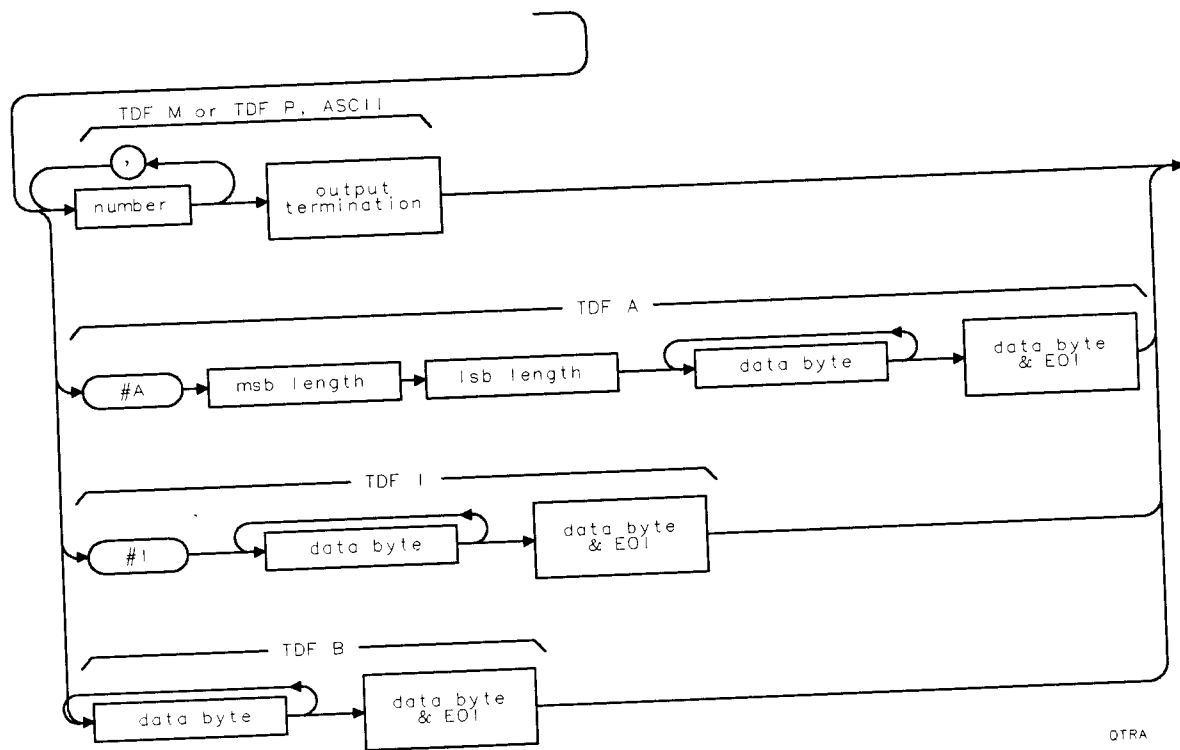 TDF M or TDF P, ASCII
,
number
output
termination
TDF A
#A
msb length
lsb length
data byte
data byte
& EOI
TDF I
#I
data byte
data byte
& EOI
TDF B
data byte
data byte
& EOI
QTRA